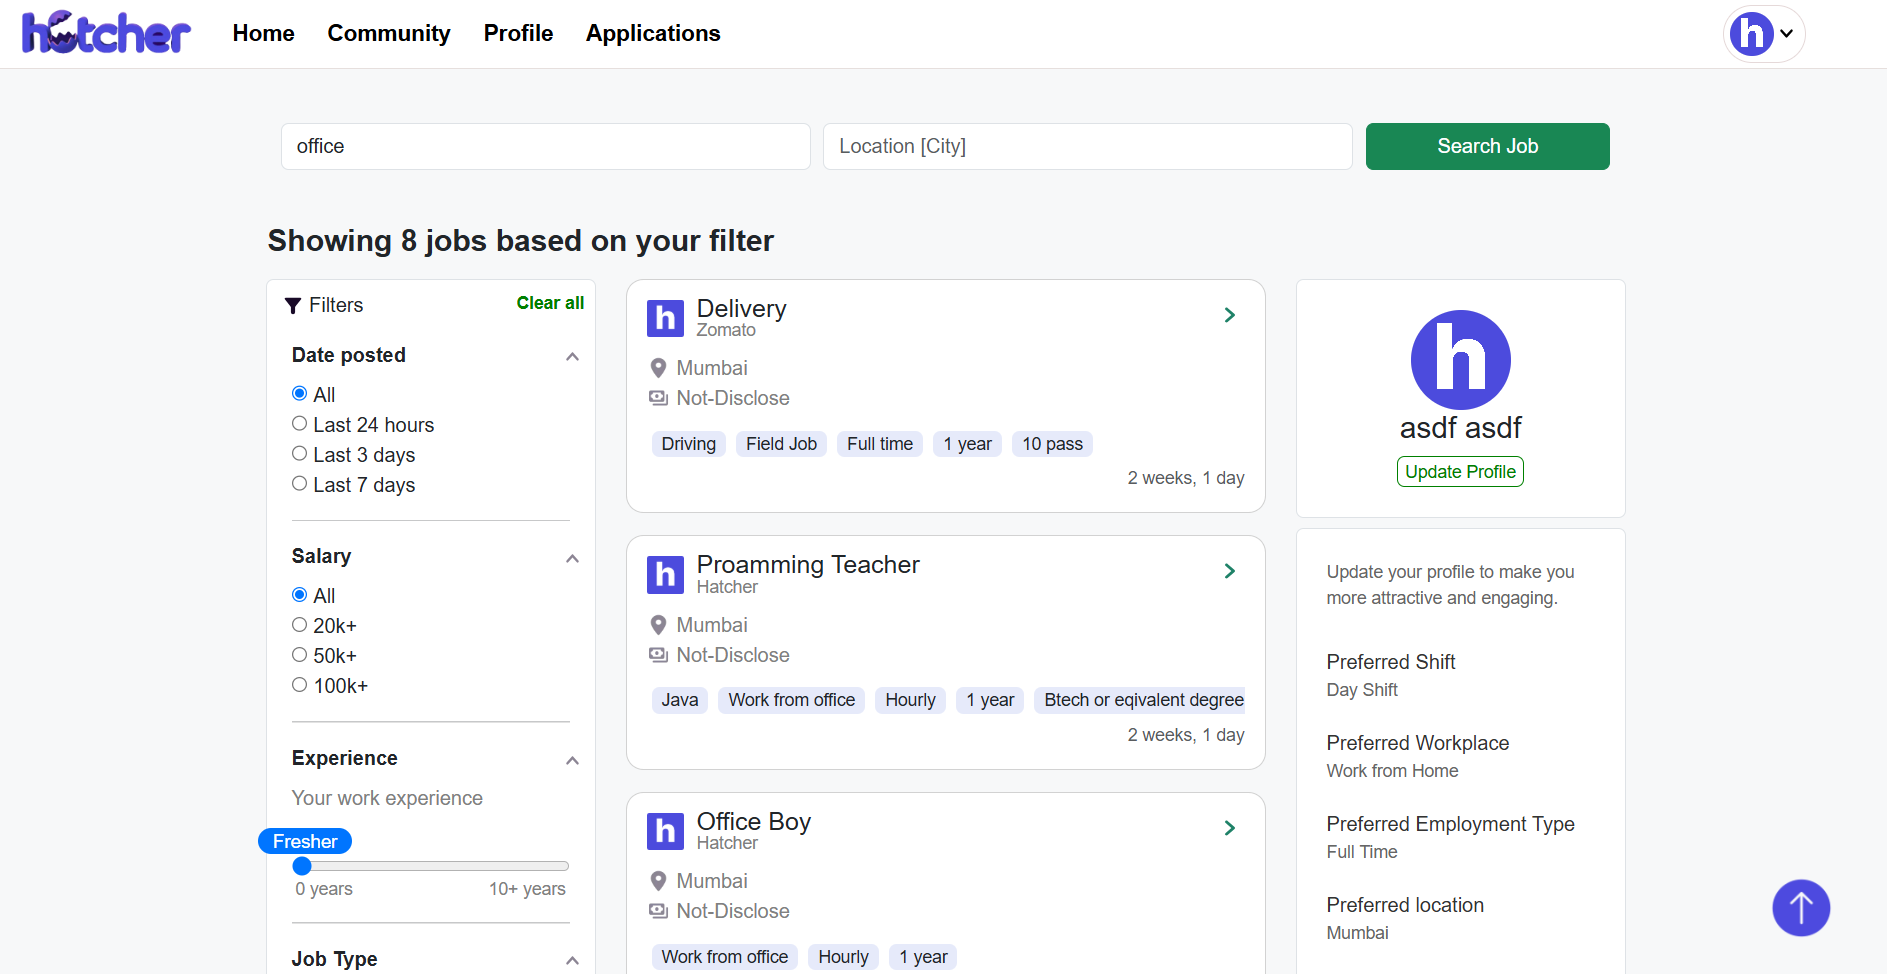 hatcher
Home Community Profile Applications
h
office
Location [City]
Search Job
Showing 8 jobs based on your filter
Filters
Clear all
Date posted
All
Last 24 hours
Last 3 days
Last 7 days
Salary
All
20k+
50k+
100k+
Experience
Your work experience
Fresher
0 years 10+ years
Job Type
h
Delivery
Zomato
Mumbai
Not-Disclose
Driving Field Job Full time 1 year 10 pass
2 weeks, 1 day
h
Proamming Teacher
Hatcher
Mumbai
Not-Disclose
Java Work from office Hourly 1 year Btech or eqivalent degree
2 weeks, 1 day
h
Office Boy
Hatcher
Mumbai
Not-Disclose
Work from office Hourly 1 year
h
asdf asdf
Update Profile
Update your profile to make you
more attractive and engaging.
Preferred Shift
Day Shift
Preferred Workplace
Work from Home
Preferred Employment Type
Full Time
Preferred location
Mumbai